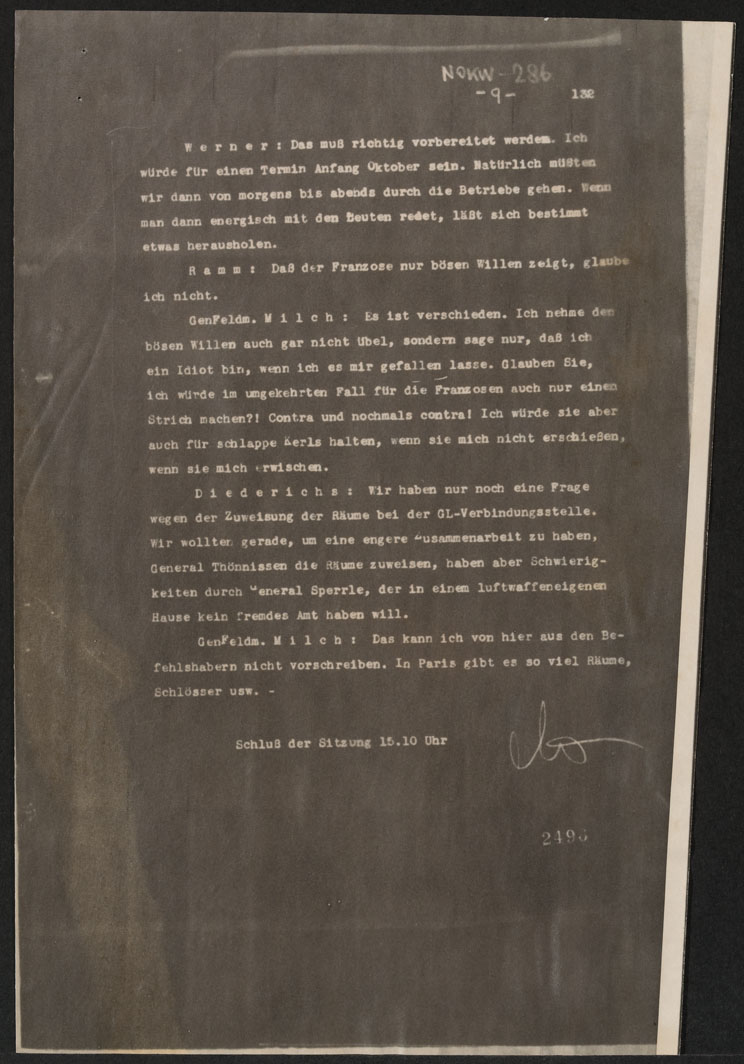 NOKW-286
-9-
132
W e r n e r : Das muß richtig vorbereitet werden. Ich
würde für einen Termin Anfang Oktober sein. Natürlich müßten
wir dann von morgens bis abends durch die Betriebe gehen. Wenn
man dann energisch mit den Leuten redet, läßt sich bestimmt
etwas herausholen.
R a m m : Daß der Franzose nur bösen Willen zeigt, glaube
ich nicht.
GenFeldm. M i l c h : Es ist verschieden. Ich nehme den
bösen Willen auch gar nicht übel, sondern sage nur, daß ich
ein Idiot bin, wenn ich es mir gefallen lasse. Glauben Sie,
ich würde im umgekehrten Fall für die Franzosen auch nur einen
Strich machen?! Contra und nochmals contra! Ich würde sie aber
auch für schlappe Kerls halten, wenn sie mich nicht erschießen,
wenn sie mich erwischen.
D i e d e r i c h s : Wir haben nur noch eine Frage
wegen der Zuweisung der Räume bei der GL-Verbindungsstelle.
Wir wollten gerade, um eine engere Zusammenarbeit zu haben,
General Thönnissen die Räume zuweisen, haben aber Schwierig-
keiten durch General Sperrle, der in einem luftwaffeneigenen
Hause kein fremdes Amt haben will.
GenFeldm. M i l c h : Das kann ich von hier aus den Be-
fehlshabern nicht vorschreiben. In Paris gibt es so viel Räume,
Schlösser usw. -
Schluß der Sitzung 15.10 Uhr